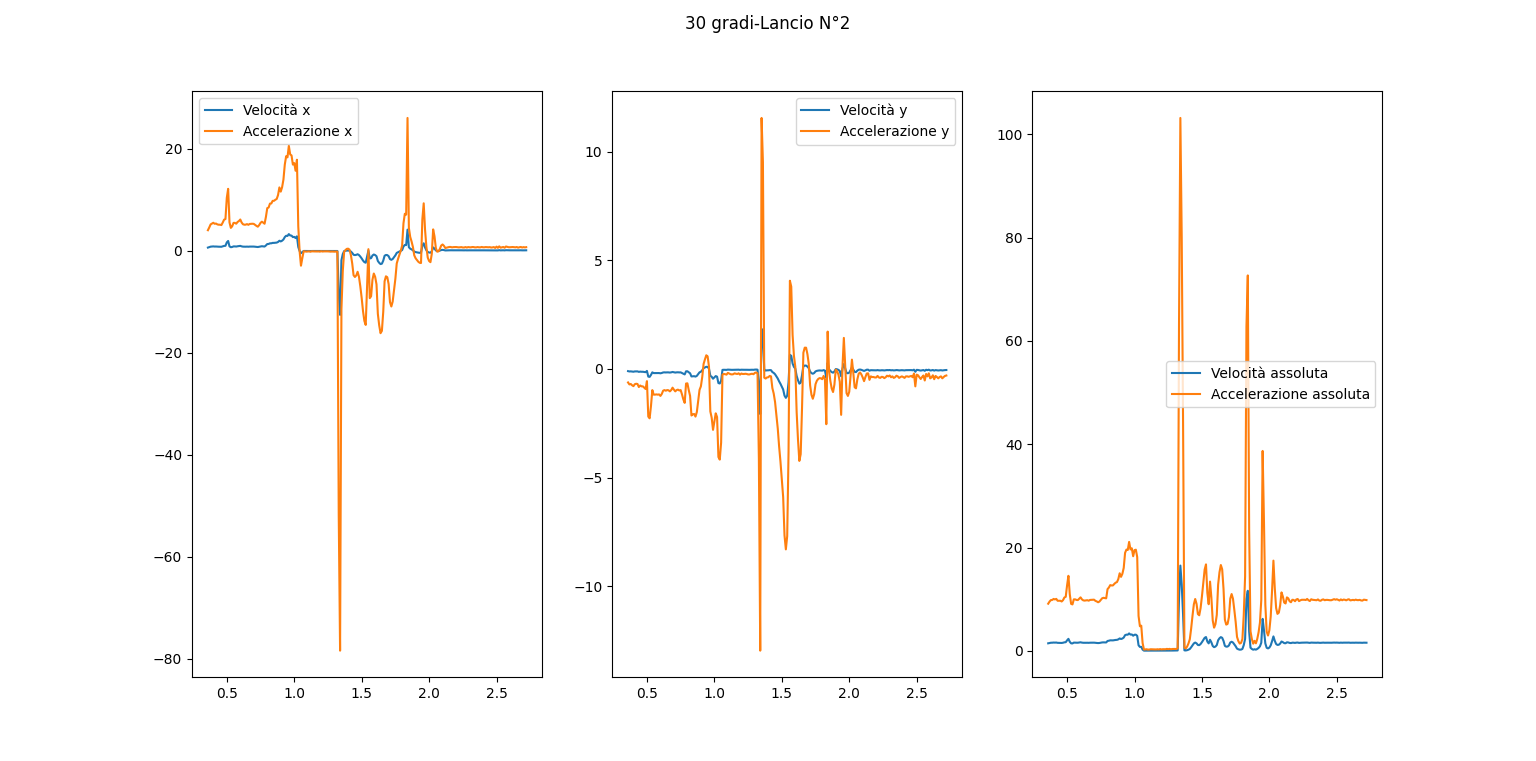 30 gradi-Lancio N°2
Velocità x
Accelerazione x
20
0
−20
−40
−60
−80
0.5 1.0 1.5 2.0 2.5
Velocità y
Accelerazione y
10
5
0
−5
−10
0.5 1.0 1.5 2.0 2.5
100
80
60
Velocità assoluta
Accelerazione assoluta
40
20
0
0.5 1.0 1.5 2.0 2.5